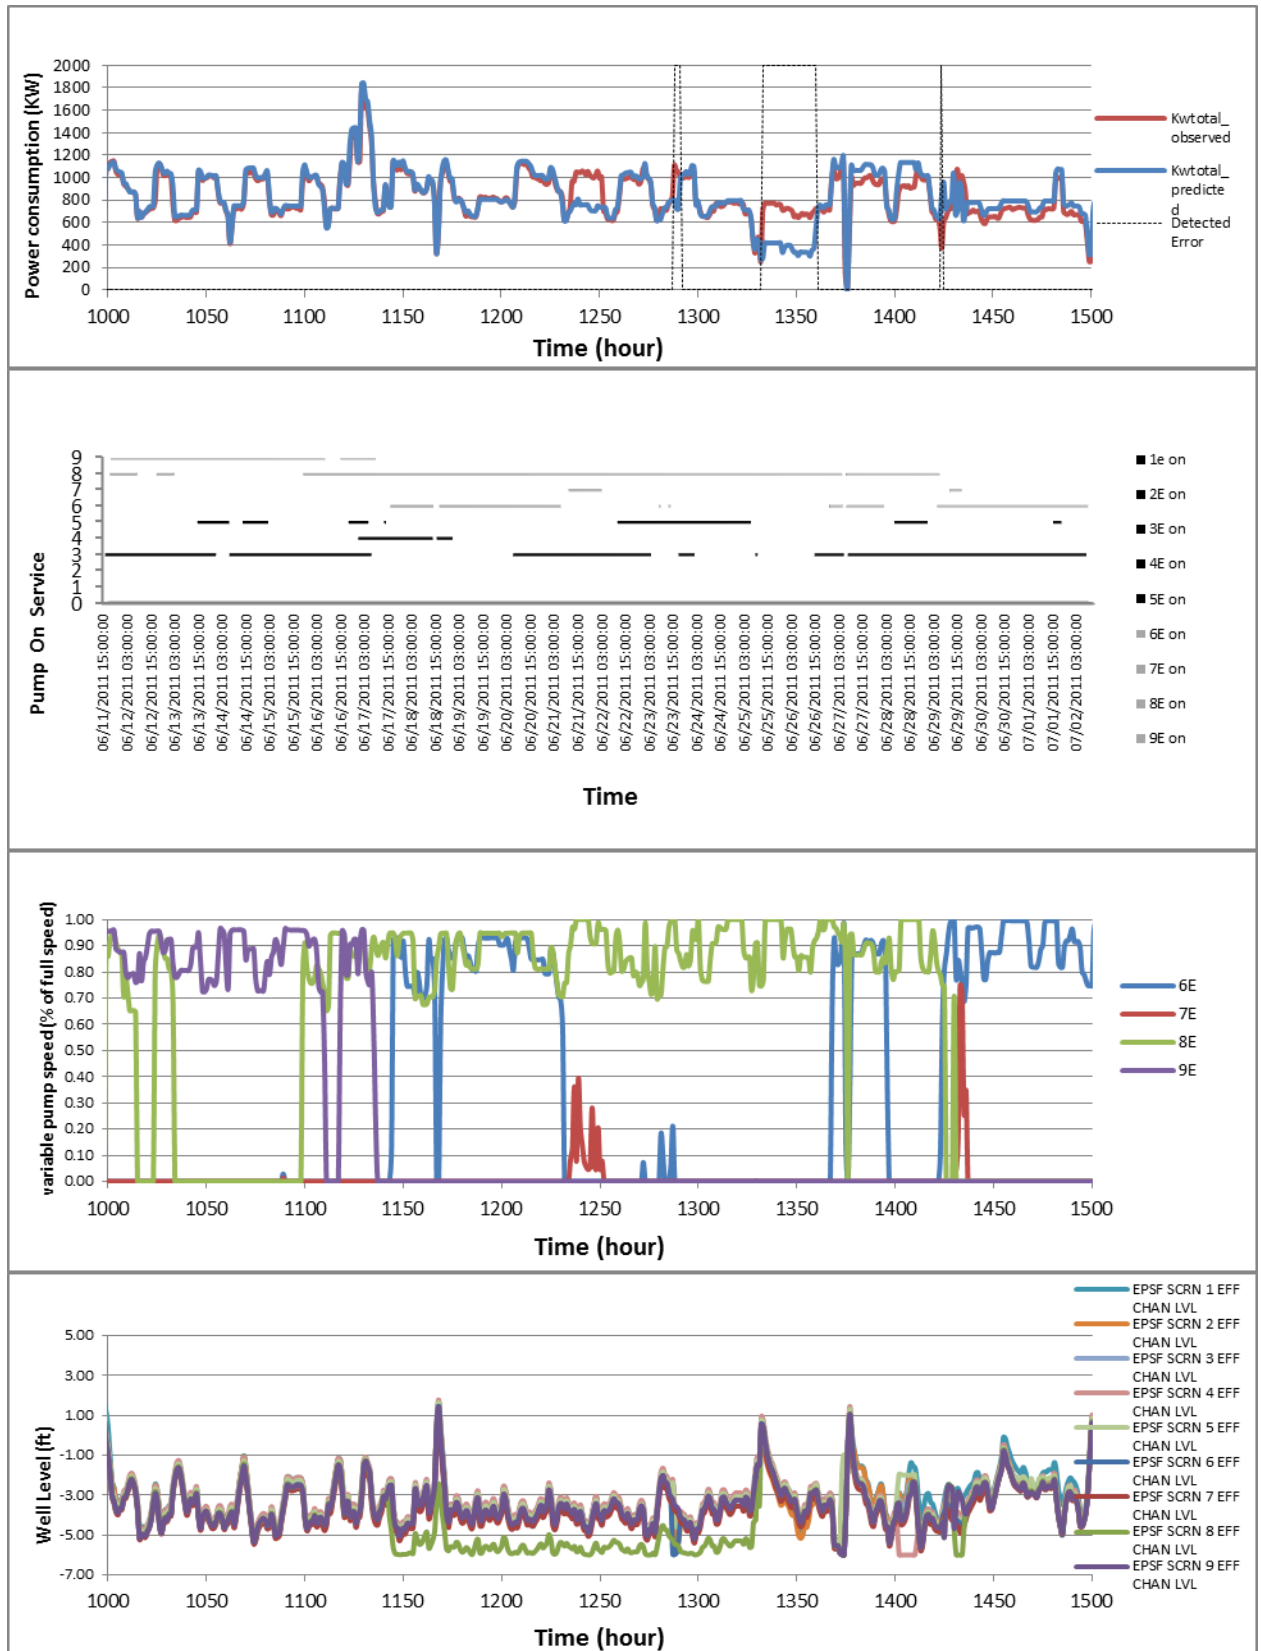 Power consumption (KW)
2000
1800
1600
1400
1200
1000
800
600
400
200
0
1000 1050 1100 1150 1200 1250 1300 1350 1400 1450 1500
Time (hour)
Kwtotal_
observed
Kwtotal_
predicte
d
Detected
Error
Pump On Service
9
8
7
6
5
4
3
2
1
0
06/11/2011 15:00:00
06/12/2011 03:00:00
06/12/2011 15:00:00
06/13/2011 03:00:00
06/13/2011 15:00:00
06/14/2011 03:00:00
06/15/2011 03:00:00
06/15/2011 15:00:00
06/16/2011 03:00:00
06/16/2011 15:00:00
06/17/2011 03:00:00
06/17/2011 15:00:00
06/18/2011 03:00:00
06/18/2011 15:00:00
06/19/2011 03:00:00
06/19/2011 15:00:00
06/20/2011 03:00:00
06/20/2011 15:00:00
06/21/2011 03:00:00
06/21/2011 15:00:00
06/22/2011 03:00:00
06/22/2011 15:00:00
06/23/2011 03:00:00
06/23/2011 15:00:00
06/24/2011 03:00:00
06/24/2011 15:00:00
06/25/2011 03:00:00
06/25/2011 15:00:00
06/26/2011 03:00:00
06/26/2011 15:00:00
06/27/2011 03:00:00
06/27/2011 15:00:00
06/28/2011 03:00:00
06/28/2011 15:00:00
06/29/2011 03:00:00
06/29/2011 15:00:00
06/30/2011 03:00:00
06/30/2011 15:00:00
07/01/2011 03:00:00
07/01/2011 15:00:00
07/02/2011 03:00:00
Time
1e on
2E on
3E on
4E on
5E on
6E on
7E on
8E on
9E on
variable pump speed (% of full speed)
1.00
0.90
0.80
0.70
0.60
0.50
0.40
0.30
0.20
0.10
0.00
1000 1050 1100 1150 1200 1250 1300 1350 1400 1450 1500
Time (hour)
6E
7E
8E
9E
Well Level (ft)
5.00
3.00
1.00
-1.00
-3.00
-5.00
-7.00
1000 1050 1100 1150 1200 1250 1300 1350 1400 1450 1500
Time (hour)
EPSF SCRN 1 EFF
CHAN LVL
EPSF SCRN 2 EFF
CHAN LVL
EPSF SCRN 3 EFF
CHAN LVL
EPSF SCRN 4 EFF
CHAN LVL
EPSF SCRN 5 EFF
CHAN LVL
EPSF SCRN 6 EFF
CHAN LVL
EPSF SCRN 7 EFF
CHAN LVL
EPSF SCRN 8 EFF
CHAN LVL
EPSF SCRN 9 EFF
CHAN LVL